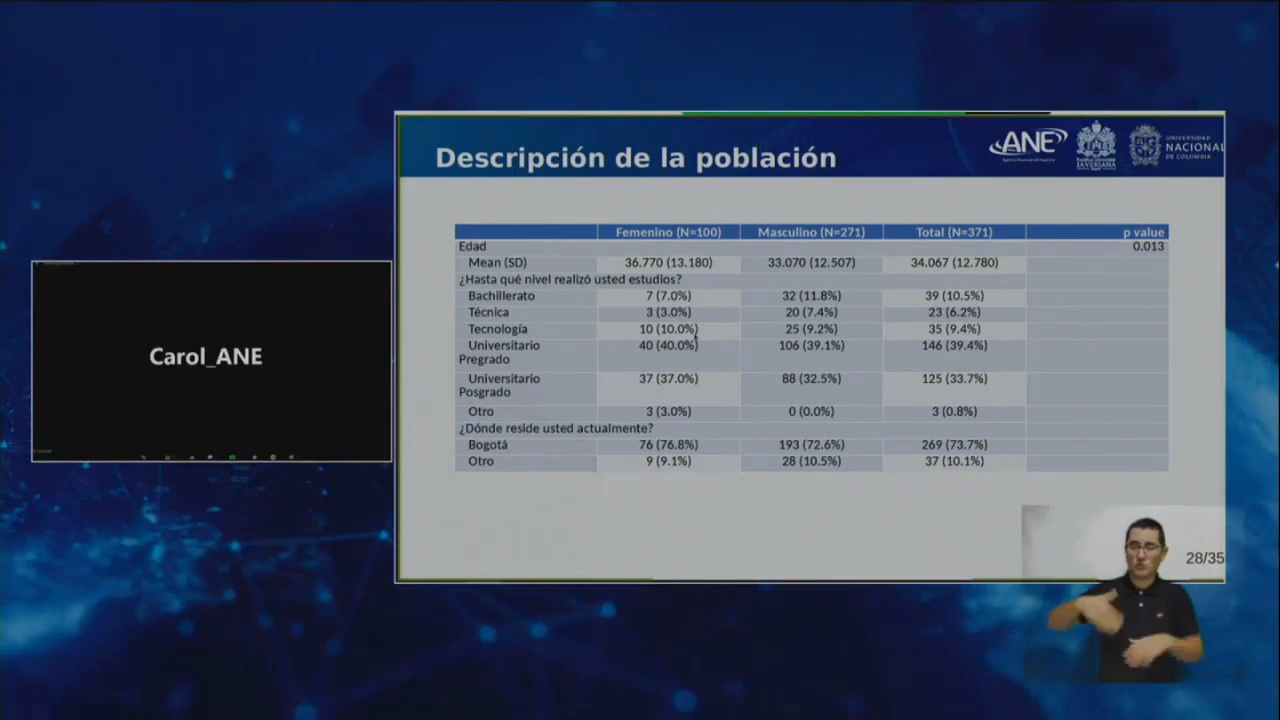 Descripción de la población
ANE
Pontificia Universidad
JAVERIANA
UNIVERSIDAD
NACIONAL
DE COLOMBIA
Femenino (N=100) Masculino (N=271) Total (N=371) p value
Edad 0.013
Mean (SD) 36.770 (13.180) 33.070 (12.507) 34.067 (12.780)
¿Hasta qué nivel realizó usted estudios?
Bachillerato 7 (7.0%) 32 (11.8%) 39 (10.5%)
Técnica 3 (3.0%) 20 (7.4%) 23 (6.2%)
Tecnología 10 (10.0%) 25 (9.2%) 35 (9.4%)
Universitario 40 (40.0%) 106 (39.1%) 146 (39.4%)
Pregrado
Universitario 37 (37.0%) 88 (32.5%) 125 (33.7%)
Posgrado
Otro 3 (3.0%) 0 (0.0%) 3 (0.8%)
¿Dónde reside usted actualmente?
Bogotá 76 (76.8%) 193 (72.6%) 269 (73.7%)
Otro 9 (9.1%) 28 (10.5%) 37 (10.1%)
Carol_ANE
28/35